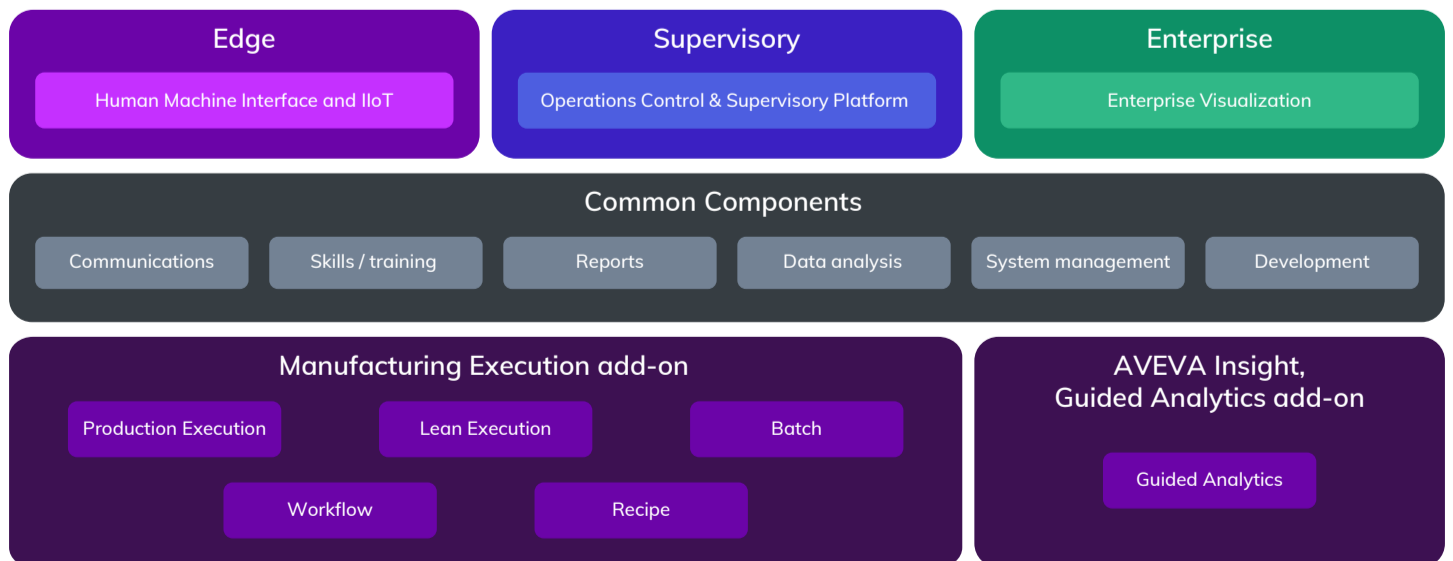 Edge
Human Machine Interface and IIoT
Supervisory
Operations Control & Supervisory Platform
Enterprise
Enterprise Visualization
Common Components
Communications
Skills / training
Reports
Data analysis
System management
Development
Manufacturing Execution add-on
Production Execution
Lean Execution
Batch
Workflow
Recipe
AVEVA Insight,
Guided Analytics add-on
Guided Analytics